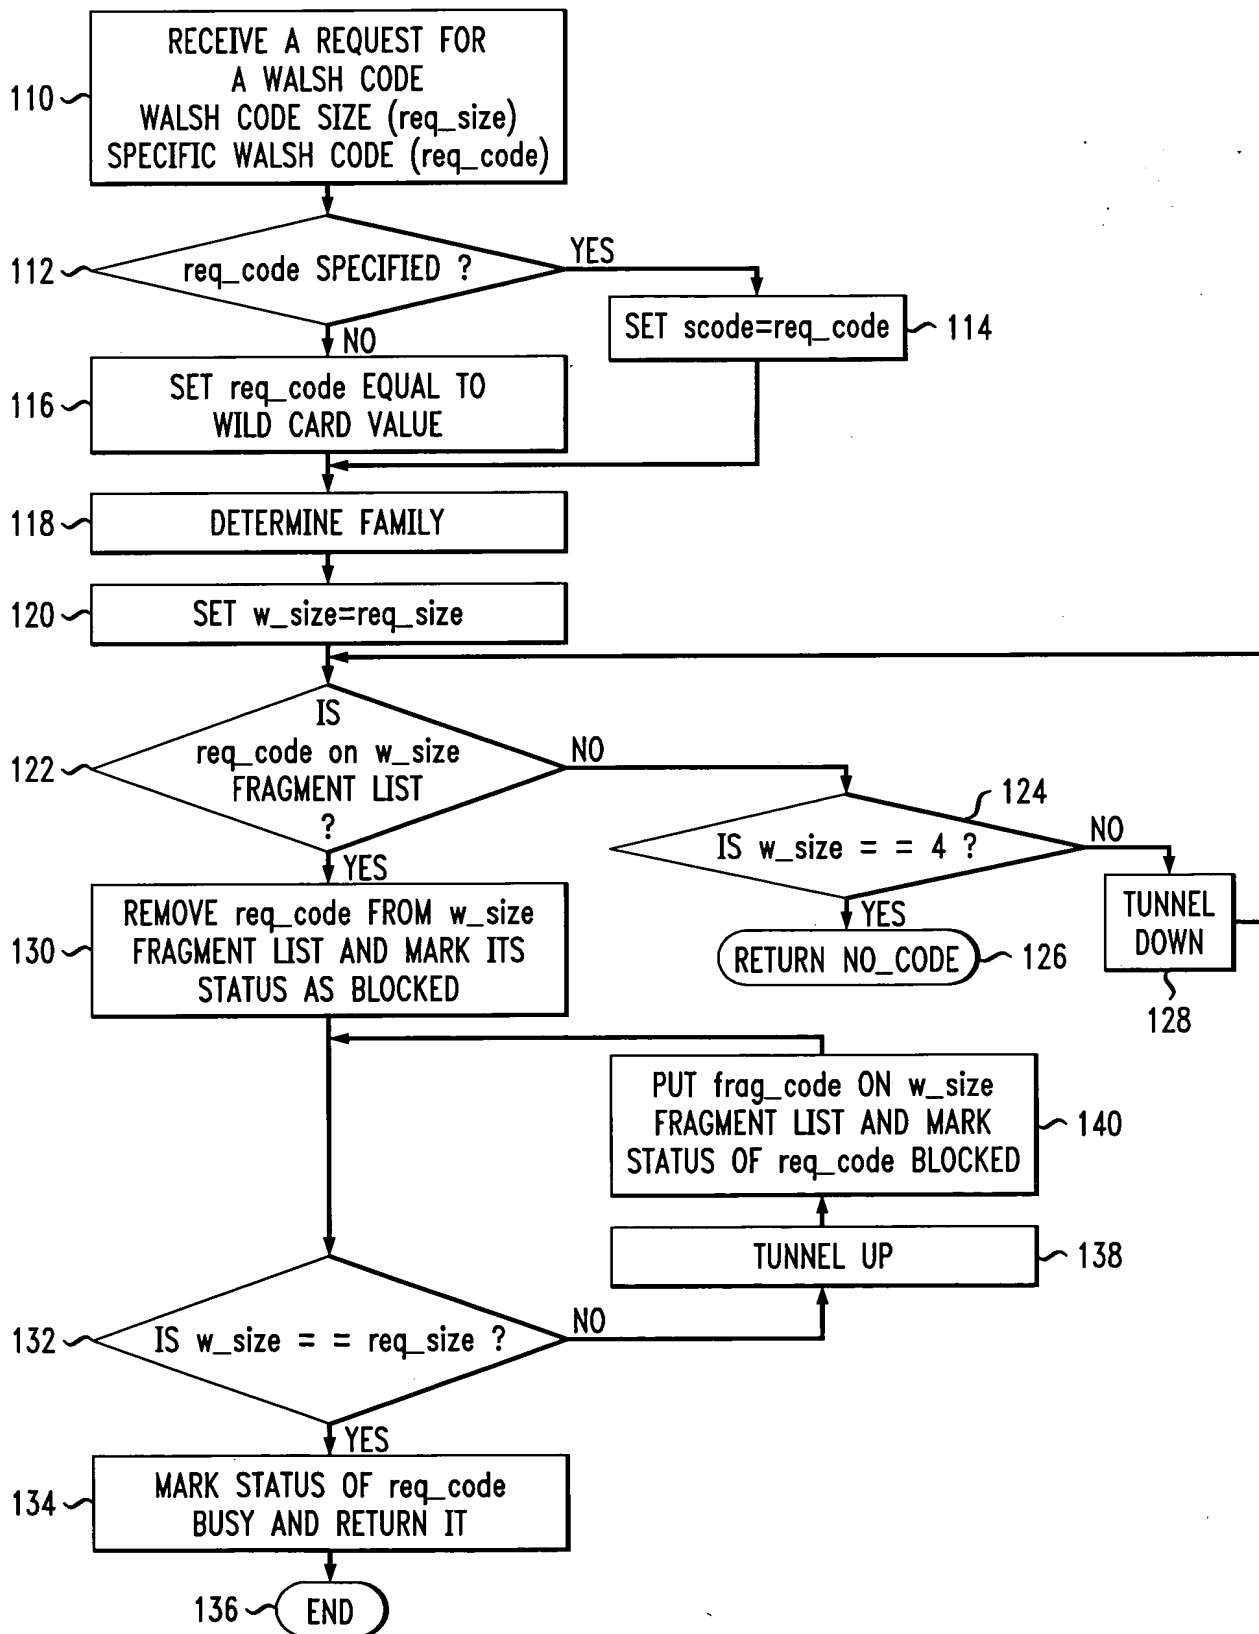 RECEIVE A REQUEST FOR
A WALSH CODE
WALSH CODE SIZE (req_size)
SPECIFIC WALSH CODE (req_code)
110
req_code SPECIFIED ?
112
YES
SET scode=req_code
114
NO
SET req_code EQUAL TO
WILD CARD VALUE
116
DETERMINE FAMILY
118
SET w_size=req_size
120
IS
req_code on w_size
FRAGMENT LIST
?
122
NO
124
IS w_size = = 4 ?
NO
YES
RETURN NO_CODE
126
TUNNEL
DOWN
128
YES
REMOVE req_code FROM w_size
FRAGMENT LIST AND MARK ITS
STATUS AS BLOCKED
130
PUT frag_code ON w_size
FRAGMENT LIST AND MARK
STATUS OF req_code BLOCKED
140
TUNNEL UP
138
IS w_size = = req_size ?
132
NO
YES
MARK STATUS OF req_code
BUSY AND RETURN IT
134
136
END